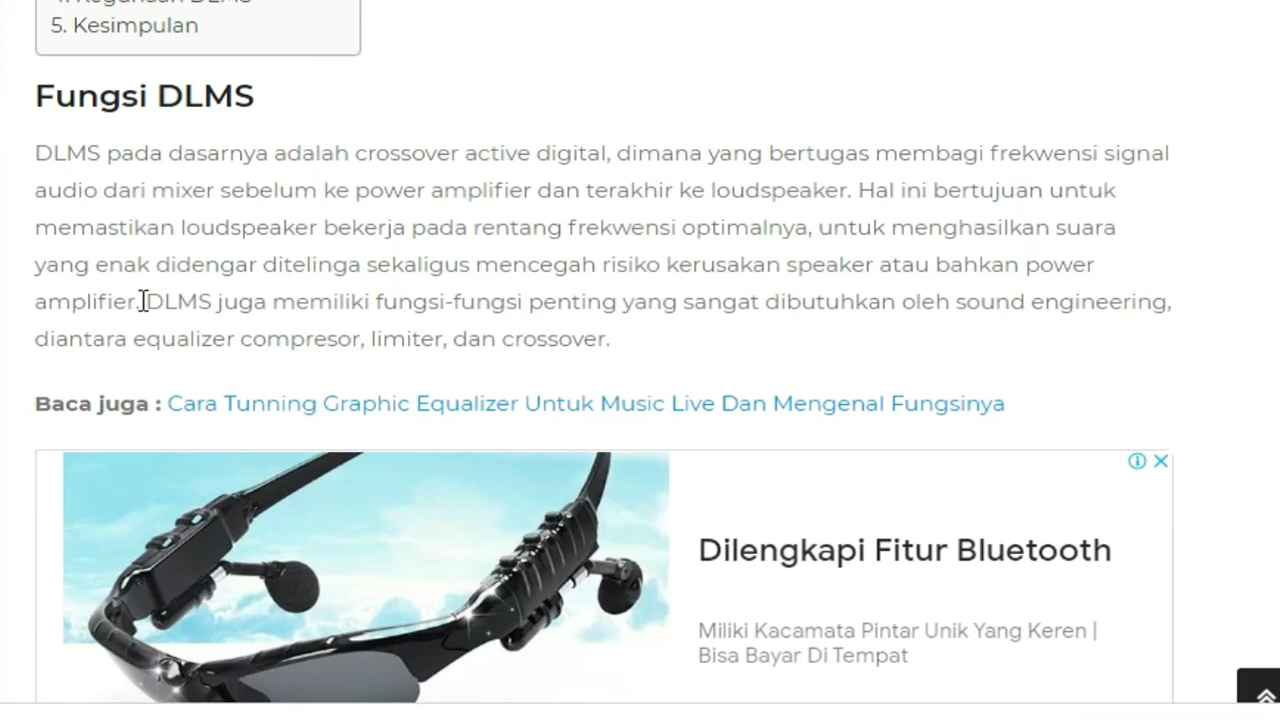 4. Kegunaan DLMS
5. Kesimpulan
Fungsi DLMS
DLMS pada dasarnya adalah crossover active digital, dimana yang bertugas membagi frekwensi signal
audio dari mixer sebelum ke power amplifier dan terakhir ke loudspeaker. Hal ini bertujuan untuk
memastikan loudspeaker bekerja pada rentang frekwensi optimalnya, untuk menghasilkan suara
yang enak didengar ditelinga sekaligus mencegah risiko kerusakan speaker atau bahkan power
amplifier. DLMS juga memiliki fungsi-fungsi penting yang sangat dibutuhkan oleh sound engineering,
diantara equalizer compresor, limiter, dan crossover.
Baca juga : Cara Tunning Graphic Equalizer Untuk Music Live Dan Mengenal Fungsinya
Dilengkapi Fitur Bluetooth
Miliki Kacamata Pintar Unik Yang Keren |
Bisa Bayar Di Tempat